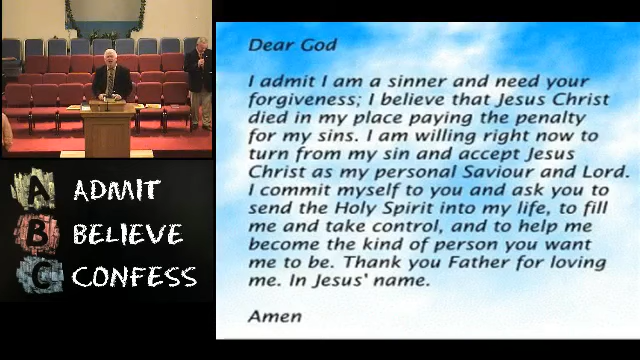 Dear God
I admit I am a sinner and need your
forgiveness; I believe that Jesus Christ
died in my place paying the penalty
for my sins. I am willing right now to
turn from my sin and accept Jesus
Christ as my personal Saviour and Lord.
I commit myself to you and ask you to
send the Holy Spirit into my life, to fill
me and take control, and to help me
become the kind of person you want
me to be. Thank you Father for loving
me. In Jesus' name.
Amen
A ADMIT
B BELIEVE
C CONFESS